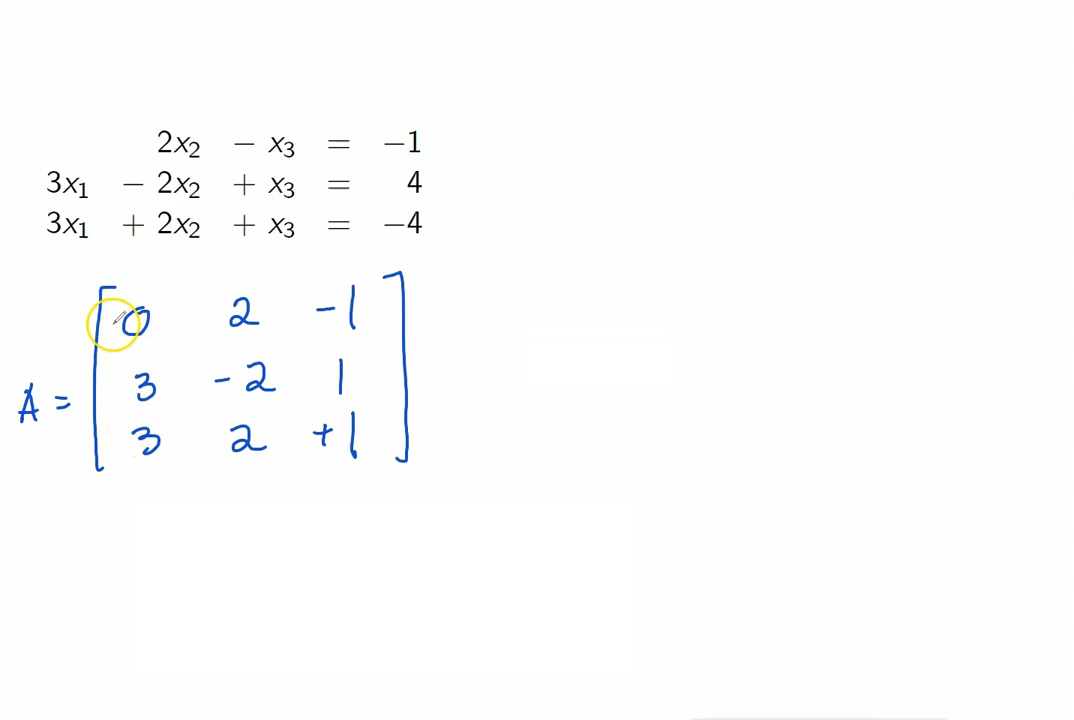 2x₂ − x₃ = −1
3x₁ − 2x₂ + x₃ = 4
3x₁ + 2x₂ + x₃ = −4
0 2 -1
3 -2 1
A =
3 2 +1